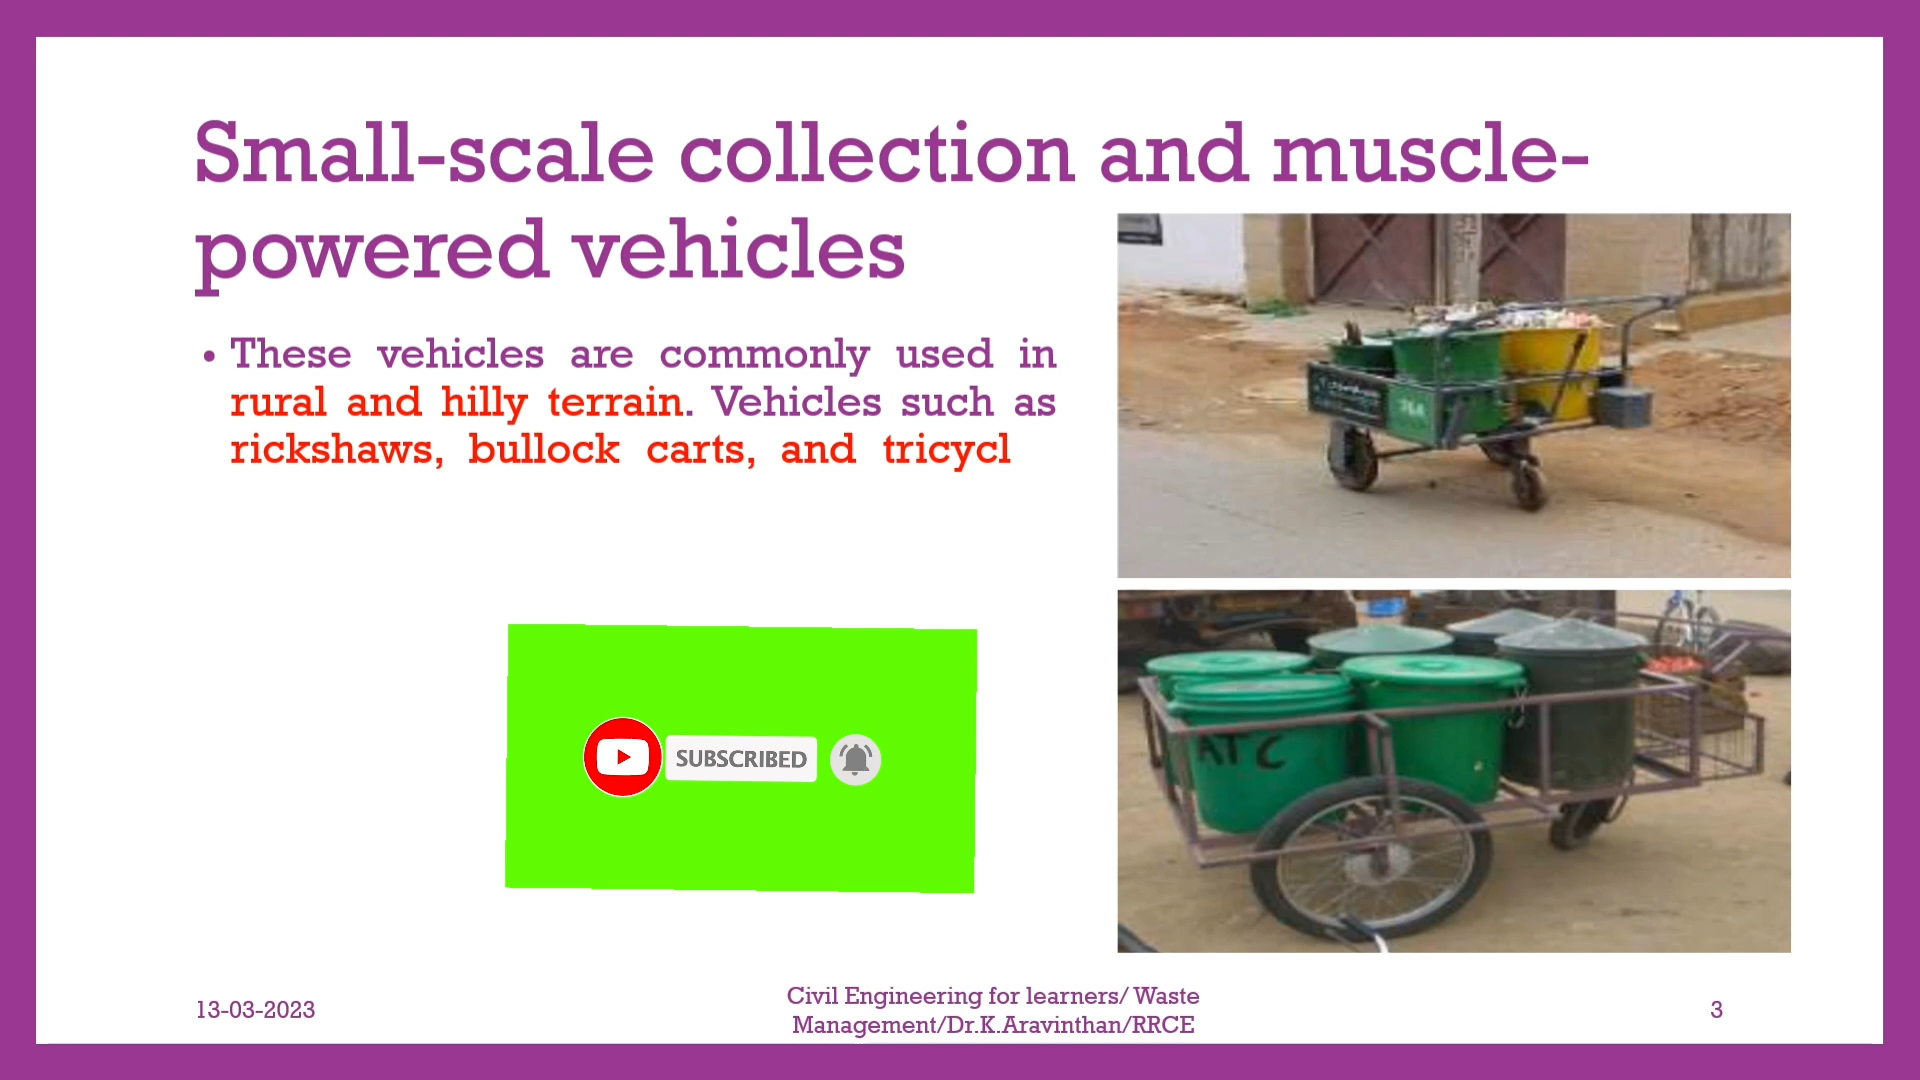 Small-scale collection and muscle-
powered vehicles
• These vehicles are commonly used in
rural and hilly terrain. Vehicles such as
rickshaws, bullock carts, and tricycl
ATC
SUBSCRIBED
13-03-2023
Civil Engineering for learners/ Waste
Management/Dr.K.Aravinthan/RRCE
3